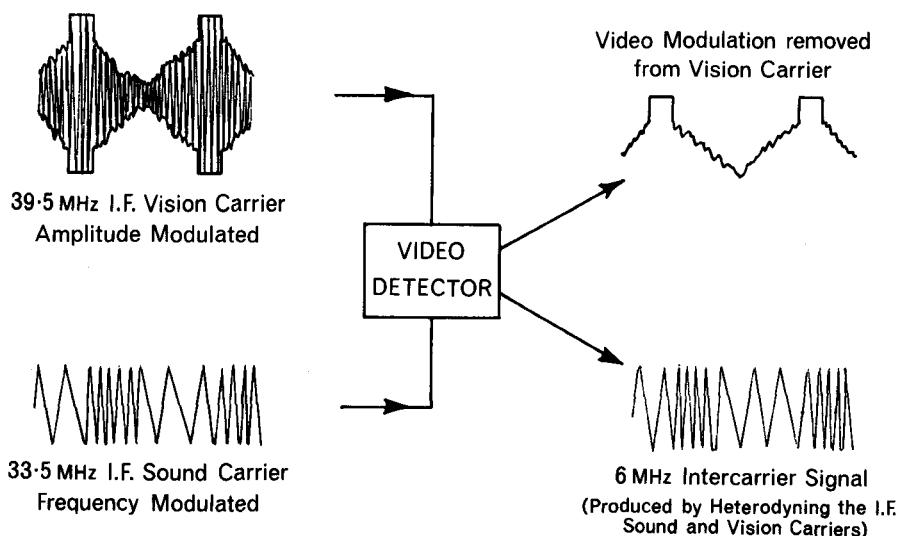 Video Modulation removed
from Vision Carrier
39·5 MHz I.F. Vision Carrier
Amplitude Modulated
VIDEO
DETECTOR
33·5 MHz I.F. Sound Carrier
Frequency Modulated
6 MHz Intercarrier Signal
(Produced by Heterodyning the I.F.
Sound and Vision Carriers)